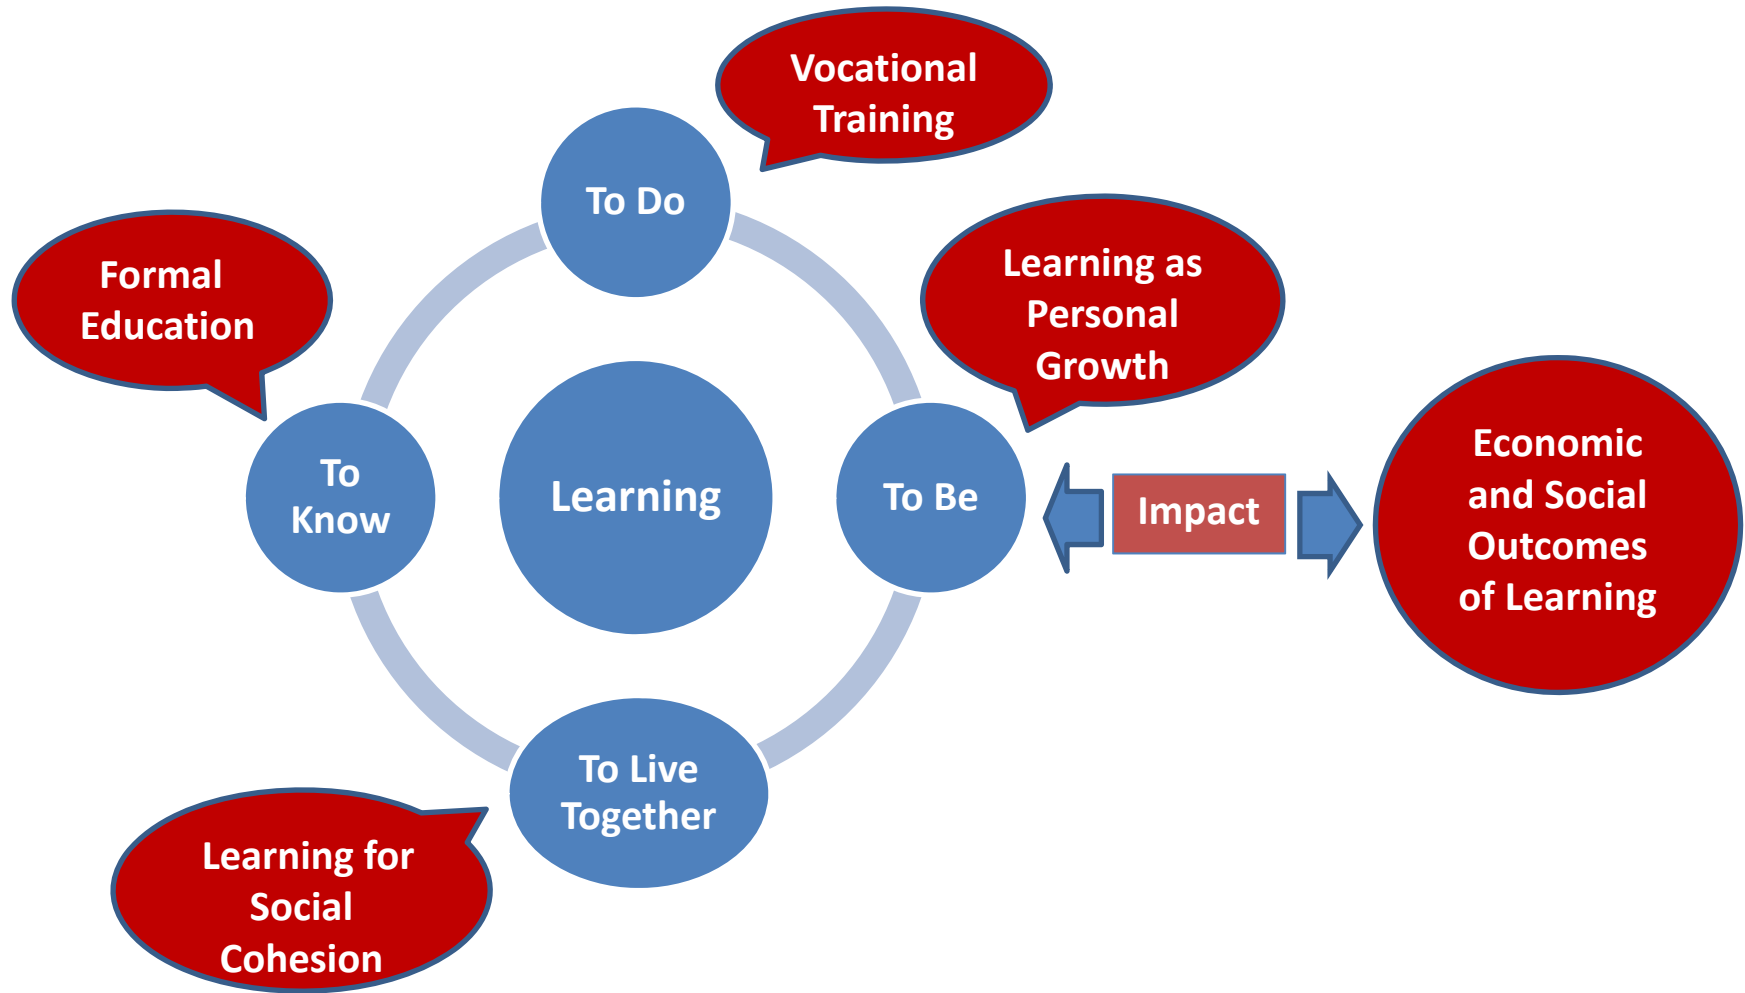 Vocational
Training
To Do
Formal
Education
Learning as
Personal
Growth
To
Know
Learning
To Be
Impact
Economic
and Social
Outcomes
of Learning
To Live
Together
Learning for
Social
Cohesion